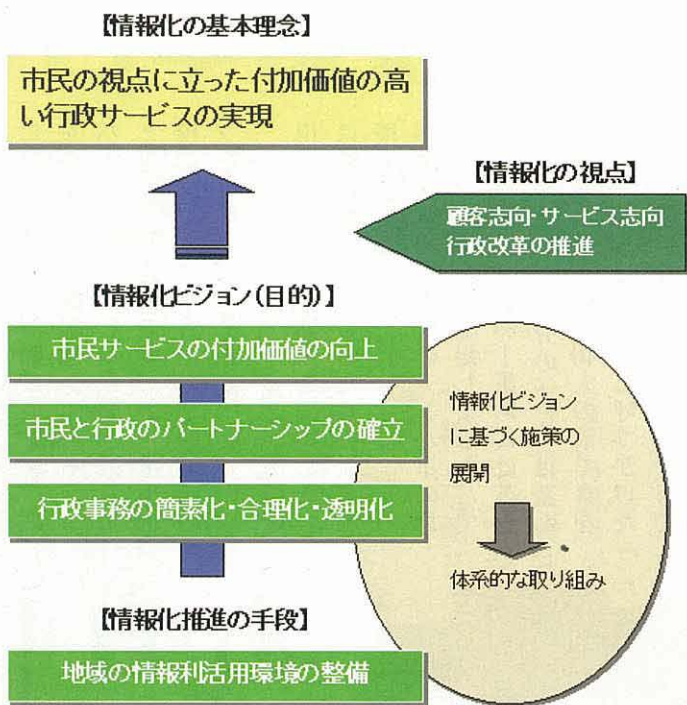 【情報化の基本理念】
市民の視点に立った付加価値の高
い行政サービスの実現
【情報化の視点】
顧客志向・サービス志向
行政改革の推進
【情報化ビジョン(目的)】
市民サービスの付加価値の向上
市民と行政のパートナーシップの確立
行政事務の簡素化・合理化・透明化
情報化ビジョン
に基づく施策の
展開
体系的な取り組み
【情報化推進の手段】
地域の情報利活用環境の整備